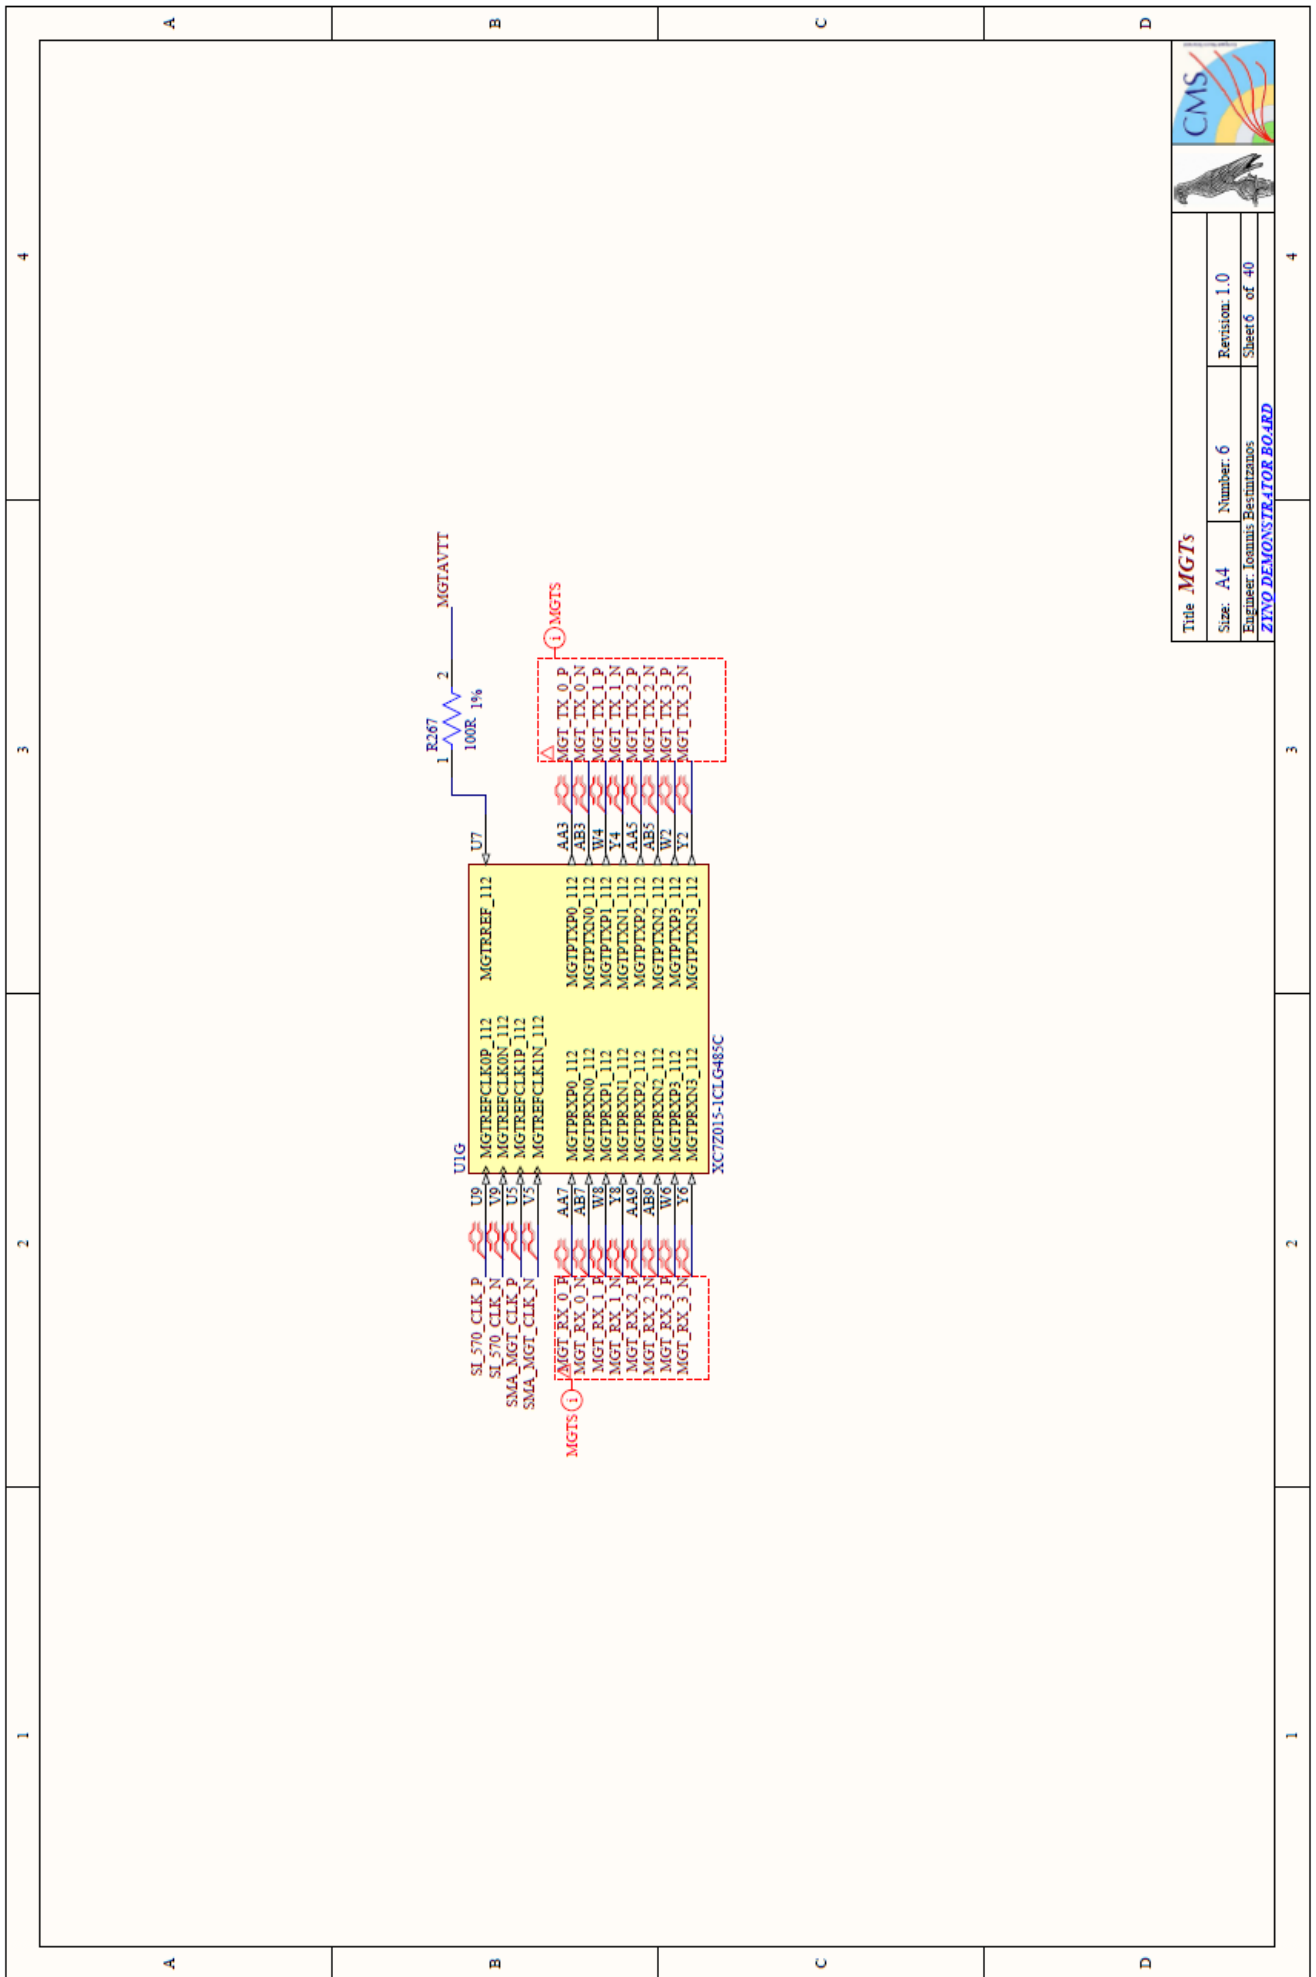 1
2
3
4
A
A
B
B
C
C
D
D
U1G
SI_570_CLK_P
U9
MGTREFCLK0P_112
SI_570_CLK_N
V9
MGTREFCLK0N_112
SMA_MGT_CLK_P
U5
MGTREFCLK1P_112
SMA_MGT_CLK_N
V5
MGTREFCLK1N_112
MGTRREF_112
U7
R267
1
2
100R 1%
MGTAVTT
MGTS
i
MGT_RX_0_P
AA7
MGTPRXP0_112
MGT_RX_0_N
AB7
MGTPRXN0_112
MGT_RX_1_P
W8
MGTPRXP1_112
MGT_RX_1_N
Y8
MGTPRXN1_112
MGT_RX_2_P
AA9
MGTPRXP2_112
MGT_RX_2_N
AB9
MGTPRXN2_112
MGT_RX_3_P
W6
MGTPRXP3_112
MGT_RX_3_N
Y6
MGTPRXN3_112
MGTPTXP0_112
AA3
MGT_TX_0_P
MGTPTXN0_112
AB3
MGT_TX_0_N
MGTPTXP1_112
W4
MGT_TX_1_P
MGTPTXN1_112
Y4
MGT_TX_1_N
MGTPTXP2_112
AA5
MGT_TX_2_P
MGTPTXN2_112
AB5
MGT_TX_2_N
MGTPTXP3_112
W2
MGT_TX_3_P
MGTPTXN3_112
Y2
MGT_TX_3_N
i
MGTS
XC7Z015-1CLG485C
Title MGTs
Size: A4
Number: 6
Revision: 1.0
Engineer: Ioannis Bestintzanos
Sheet 6 of 40
ZYNQ DEMONSTRATOR BOARD
CMS
1
2
3
4